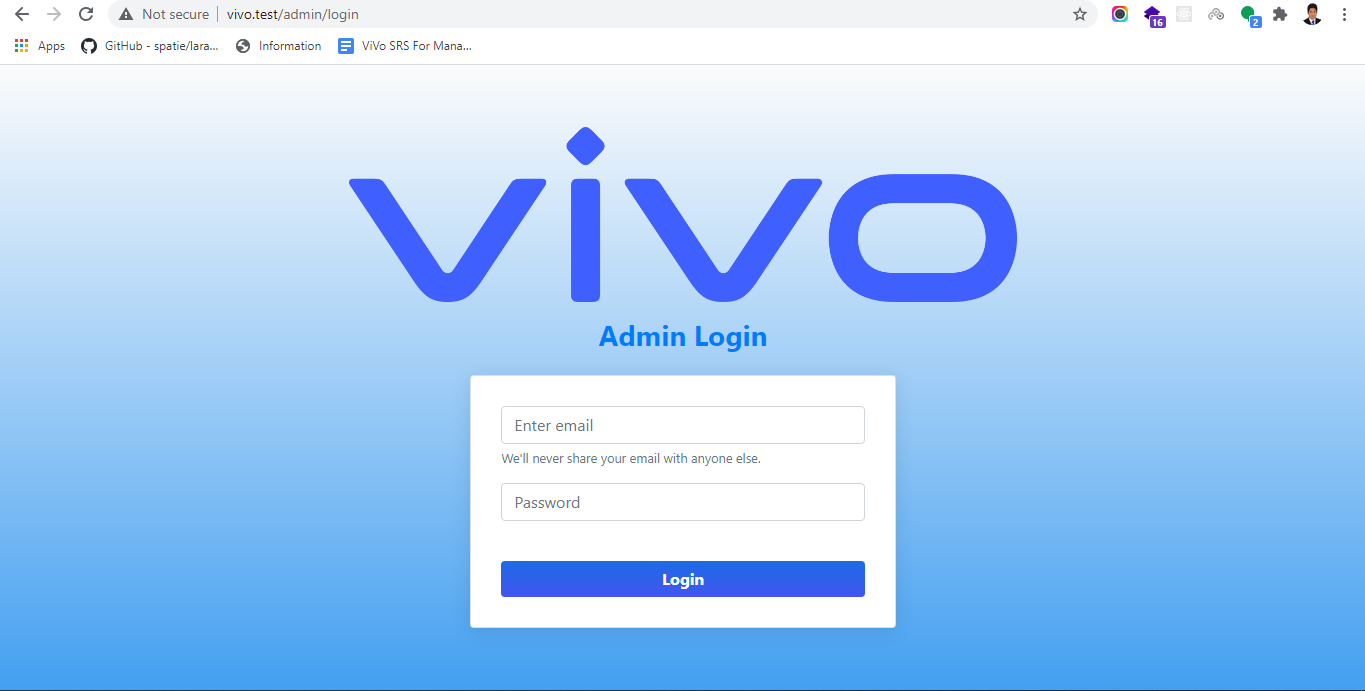 Not secure | vivo.test/admin/login
16
2
Apps GitHub - spatie/lara... Information ViVo SRS For Mana...
vivo
Admin Login
Enter email
We'll never share your email with anyone else.
Password
Login